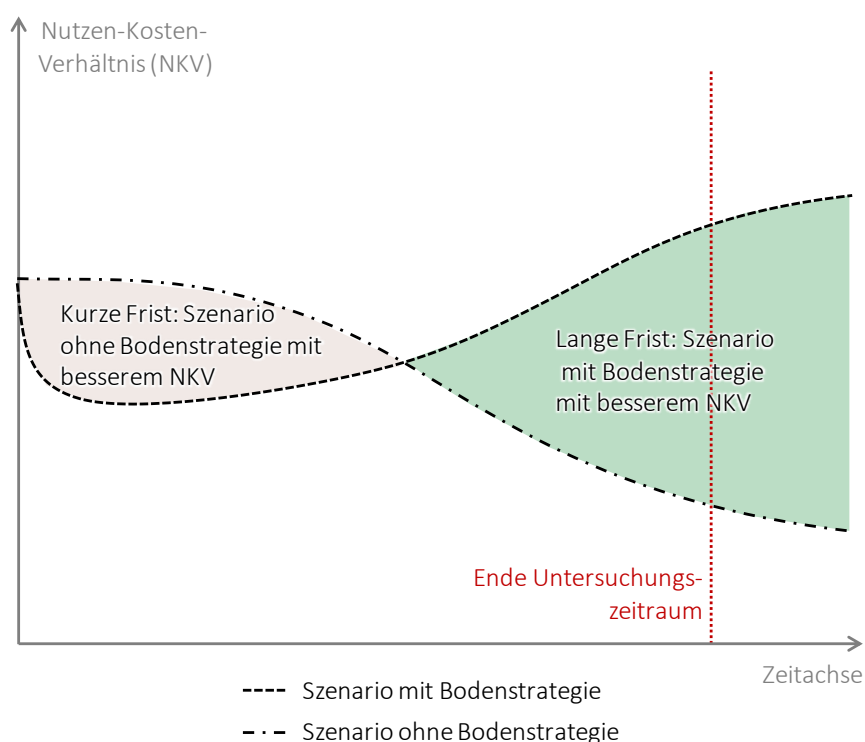 Nutzen-Kosten-
Verhältnis (NKV)
Kurze Frist: Szenario
ohne Bodenstrategie mit
besserem NKV
Lange Frist: Szenario
mit Bodenstrategie
mit besserem NKV
Ende Untersuchungs-
zeitraum
Zeitachse
Szenario mit Bodenstrategie
Szenario ohne Bodenstrategie